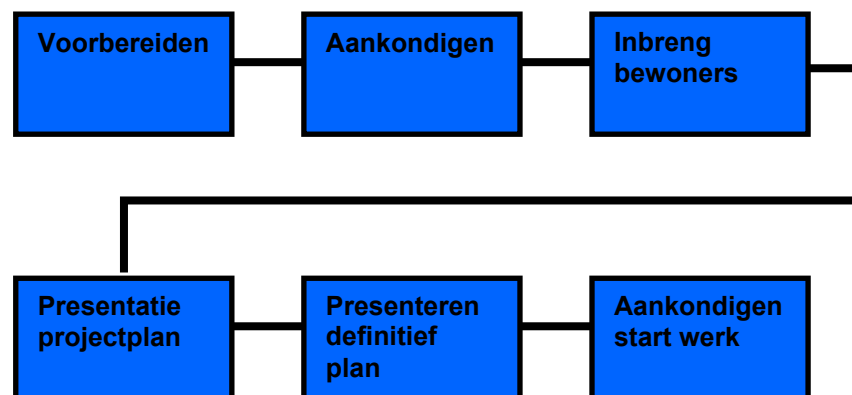 Voorbereiden
Aankondigen
Inbreng
bewoners
Presentatie
projectplan
Presenteren
definitief
plan
Aankondigen
start werk